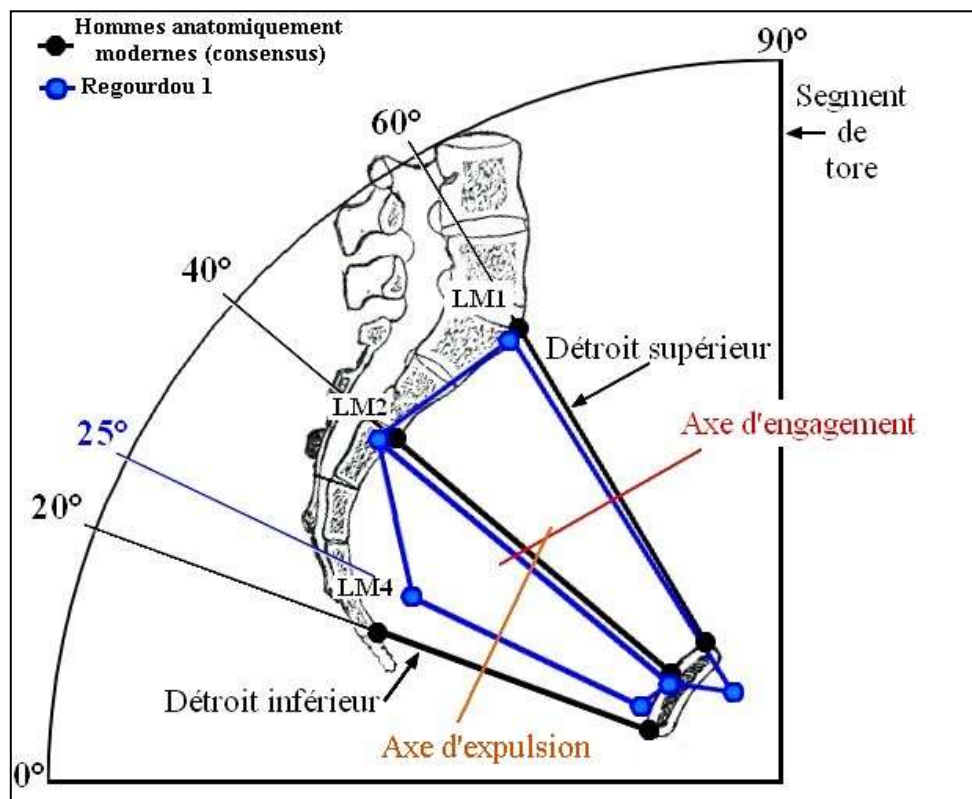 Hommes anatomiquement
modernes (consensus)
Regourdou 1
90°
Segment
de
tore
60°
40°
LM1
Détroit supérieur
LM2
Axe d'engagement
25°
20°
LM4
Détroit inférieur
Axe d'expulsion
0°